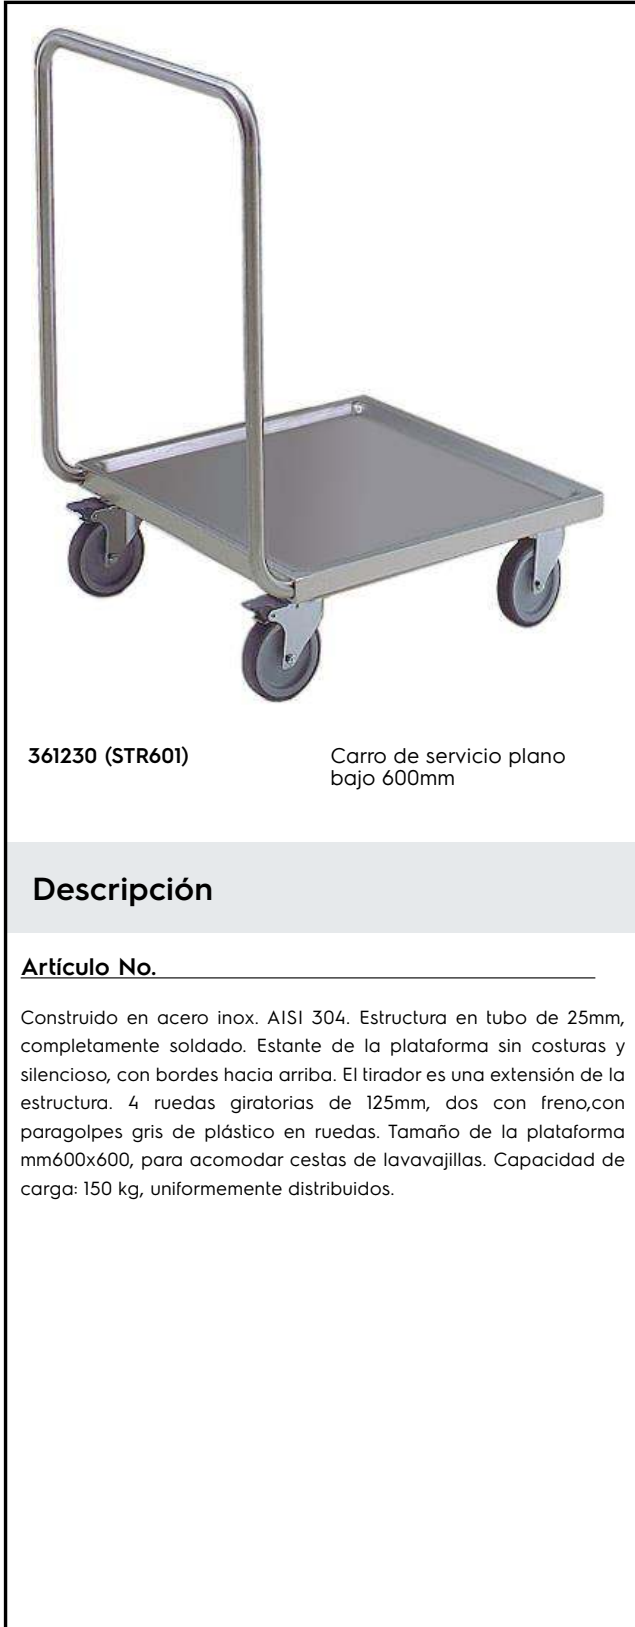 361230 (STR601)
Carro de servicio plano
bajo 600mm
Descripción
Artículo No.
Construido en acero inox. AISI 304. Estructura en tubo de 25mm,
completamente soldado. Estante de la plataforma sin costuras y
silencioso, con bordes hacia arriba. El tirador es una extensión de la
estructura. 4 ruedas giratorias de 125mm, dos con freno,con
paragolpes gris de plástico en ruedas. Tamaño de la plataforma
mm600x600, para acomodar cestas de lavavajillas. Capacidad de
carga: 150 kg, uniformemente distribuidos.